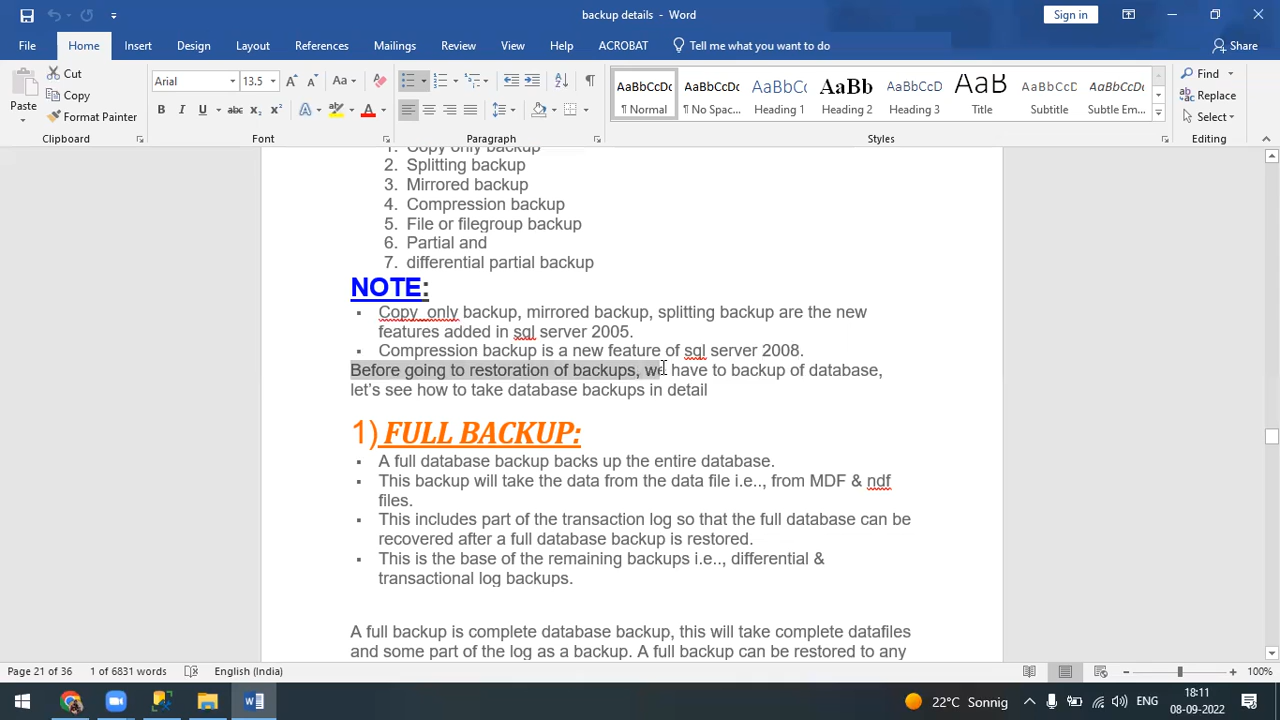 backup details - Word
Sign in
File Home Insert Design Layout References Mailings Review View Help ACROBAT Tell me what you want to do Share
Paste
Cut
Copy
Format Painter
Clipboard
Arial 13.5
Aa
B I U abc x₂ x² A A
Font
Paragraph
AaBbCcDc AaBbCcDc AaBbCc AaBb AaBbCcD AaB AaBbCcD AaBbCcDc
¶ Normal ¶ No Spac... Heading 1 Heading 2 Heading 3 Title Subtitle Subtle Em...
Styles
Find
Replace
Select
Editing
1. Copy only backup
2. Splitting backup
3. Mirrored backup
4. Compression backup
5. File or filegroup backup
6. Partial and
7. differential partial backup
NOTE:
▪ Copy_only backup, mirrored backup, splitting backup are the new
features added in sql server 2005.
▪ Compression backup is a new feature of sql server 2008.
Before going to restoration of backups, we have to backup of database,
let's see how to take database backups in detail
1) FULL BACKUP:
▪ A full database backup backs up the entire database.
▪ This backup will take the data from the data file i.e.., from MDF & ndf
files.
▪ This includes part of the transaction log so that the full database can be
recovered after a full database backup is restored.
▪ This is the base of the remaining backups i.e.., differential &
transactional log backups.
A full backup is complete database backup, this will take complete datafiles
and some part of the log as a backup. A full backup can be restored to any
Page 21 of 36 1 of 6831 words English (India) 100%
22°C Sonnig ENG 18:11
08-09-2022